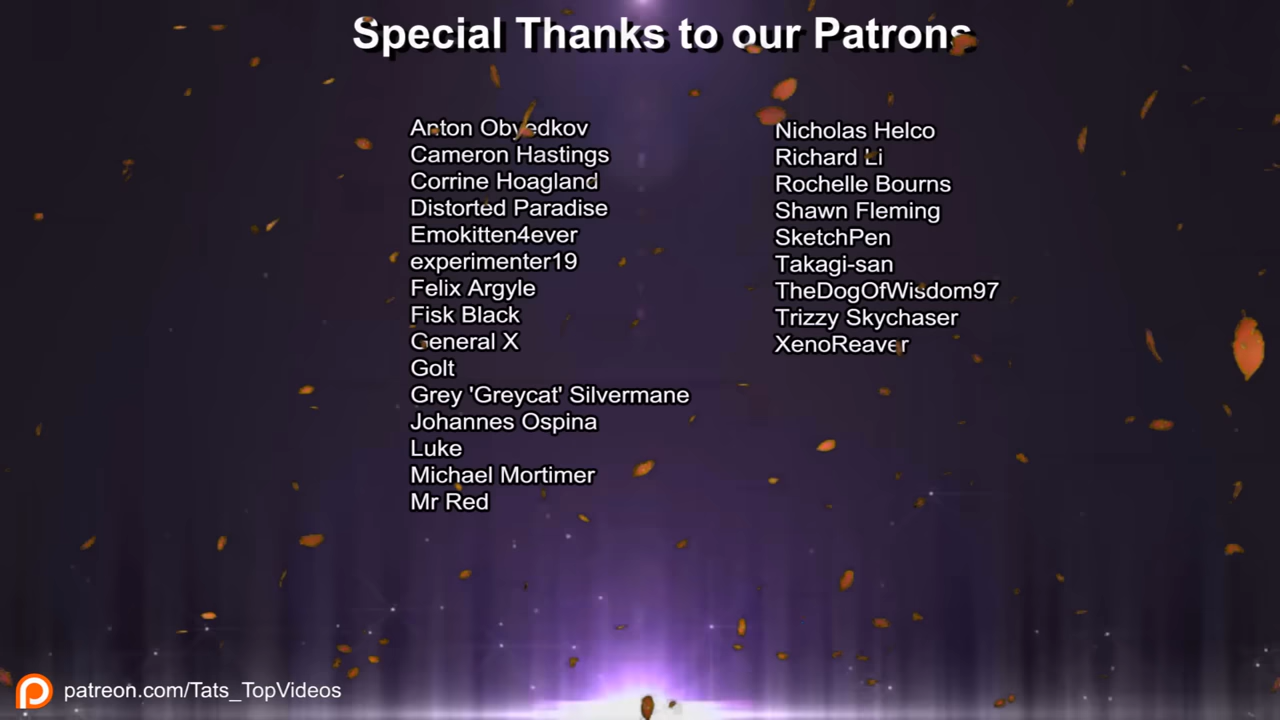 Special Thanks to our Patrons
Anton Obyedkov
Cameron Hastings
Corrine Hoagland
Distorted Paradise
Emokitten4ever
experimenter19
Felix Argyle
Fisk Black
General X
Golt
Grey 'Greycat' Silvermane
Johannes Ospina
Luke
Michael Mortimer
Mr Red
Nicholas Helco
Richard Li
Rochelle Bourns
Shawn Fleming
SketchPen
Takagi-san
TheDogOfWisdom97
Trizzy Skychaser
XenoReaver
patreon.com/Tats_TopVideos